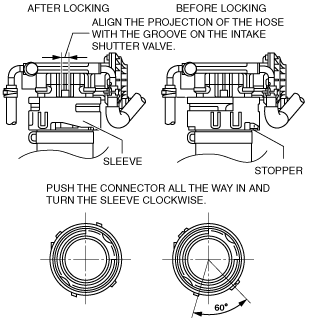 AFTER LOCKING
BEFORE LOCKING
ALIGN THE PROJECTION OF THE HOSE
WITH THE GROOVE ON THE INTAKE
SHUTTER VALVE.
SLEEVE
STOPPER
PUSH THE CONNECTOR ALL THE WAY IN AND
TURN THE SLEEVE CLOCKWISE.
60°